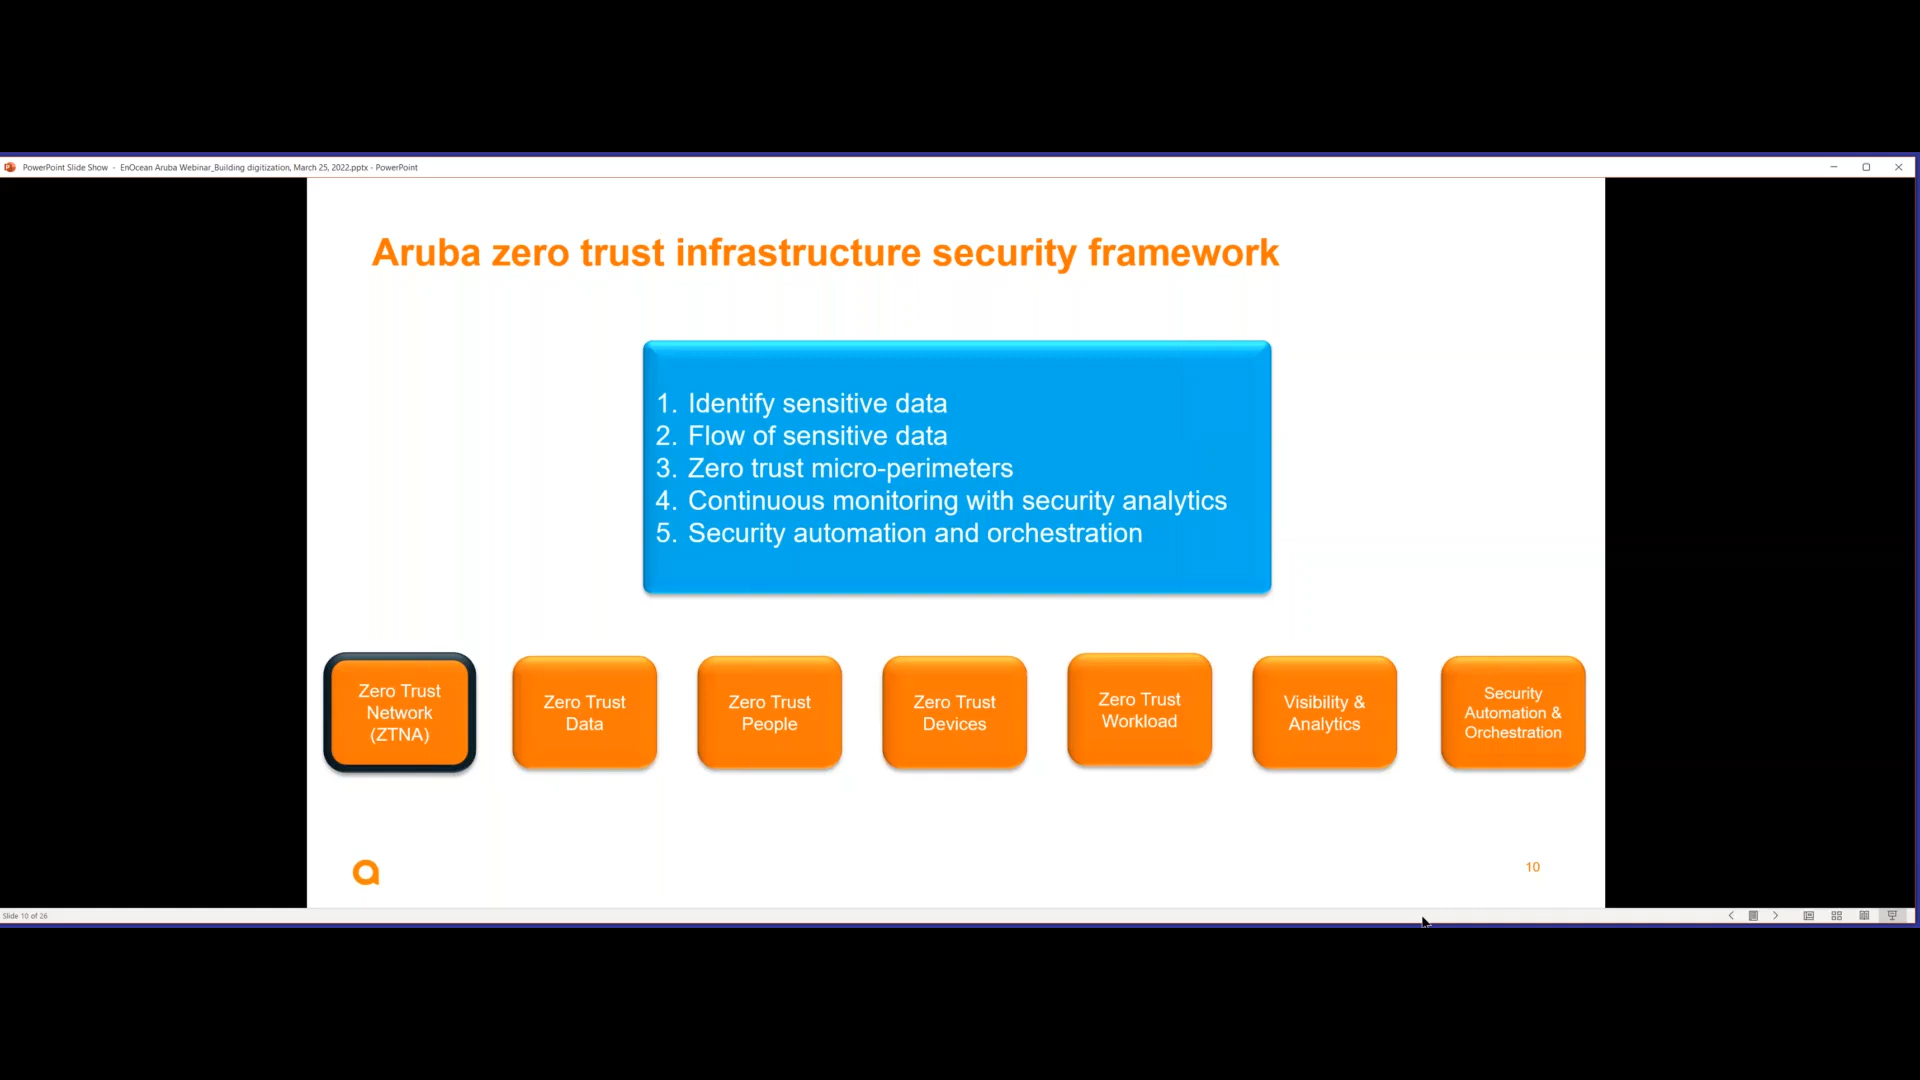 PowerPoint Slide Show - EnOcean Aruba Webinar_Building digitization, March 25, 2022.pptx - PowerPoint
Aruba zero trust infrastructure security framework
1. Identify sensitive data
2. Flow of sensitive data
3. Zero trust micro-perimeters
4. Continuous monitoring with security analytics
5. Security automation and orchestration
Zero Trust
Network
(ZTNA)
Zero Trust
Data
Zero Trust
People
Zero Trust
Devices
Zero Trust
Workload
Visibility &
Analytics
Security
Automation &
Orchestration
10
Slide 10 of 26